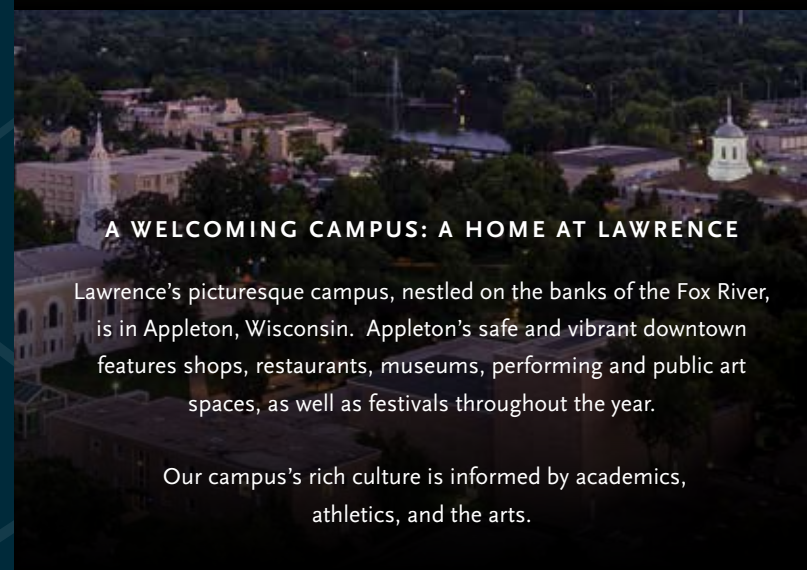 A WELCOMING CAMPUS: A HOME AT LAWRENCE
Lawrence’s picturesque campus, nestled on the banks of the Fox River,
is in Appleton, Wisconsin.  Appleton’s safe and vibrant downtown
features shops, restaurants, museums, performing and public art
spaces, as well as festivals throughout the year.
Our campus’s rich culture is informed by academics,
athletics, and the arts.